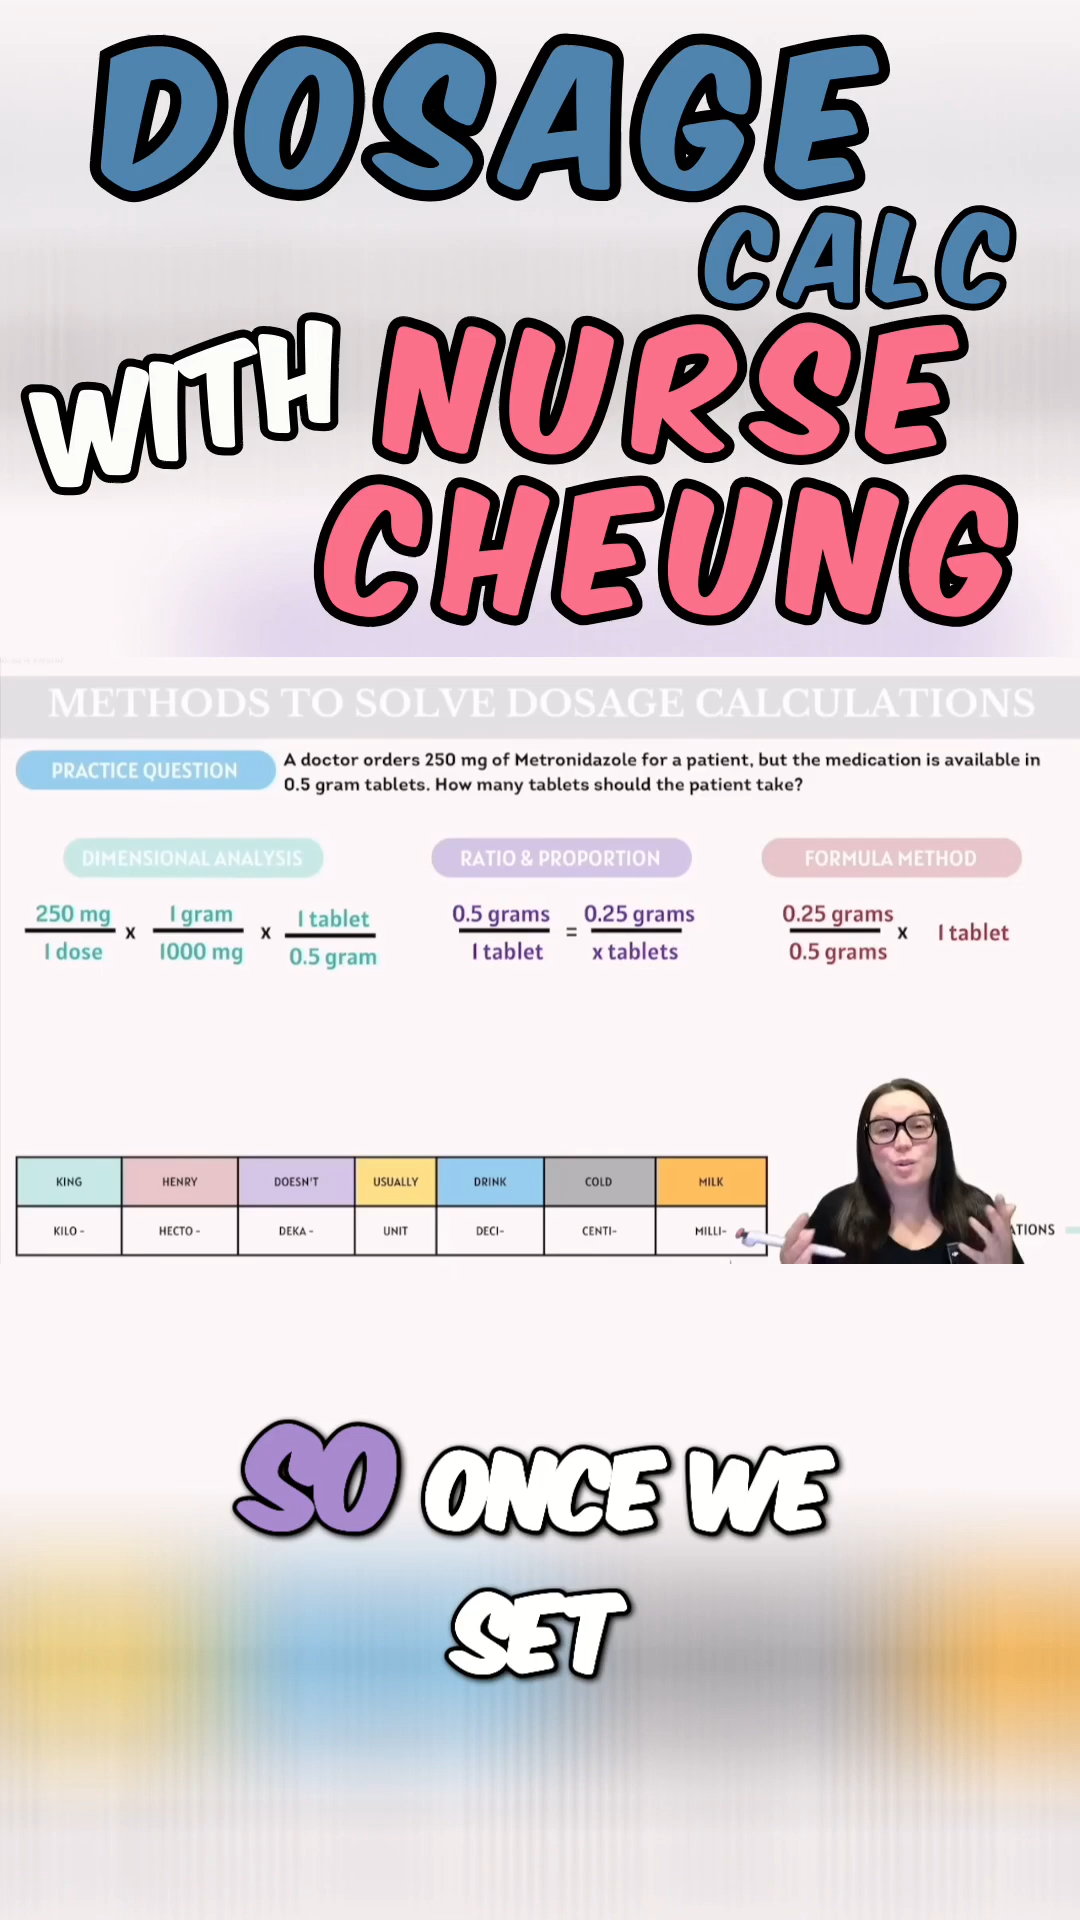 DOSAGE
CALC
WITH NURSE
CHEUNG
METHODS TO SOLVE DOSAGE CALCULATIONS
PRACTICE QUESTION
A doctor orders 250 mg of Metronidazole for a patient, but the medication is available in
0.5 gram tablets. How many tablets should the patient take?
DIMENSIONAL ANALYSIS
250 mg 1 gram 1 tablet
x x
1 dose 1000 mg 0.5 gram
RATIO & PROPORTION
0.5 grams 0.25 grams
=
1 tablet x tablets
FORMULA METHOD
0.25 grams
x 1 tablet
0.5 grams
KING HENRY DOESN'T USUALLY DRINK COLD MILK
KILO - HECTO - DEKA - UNIT DECI- CENTI- MILLI-
ATIONS
SO ONCE WE
SET